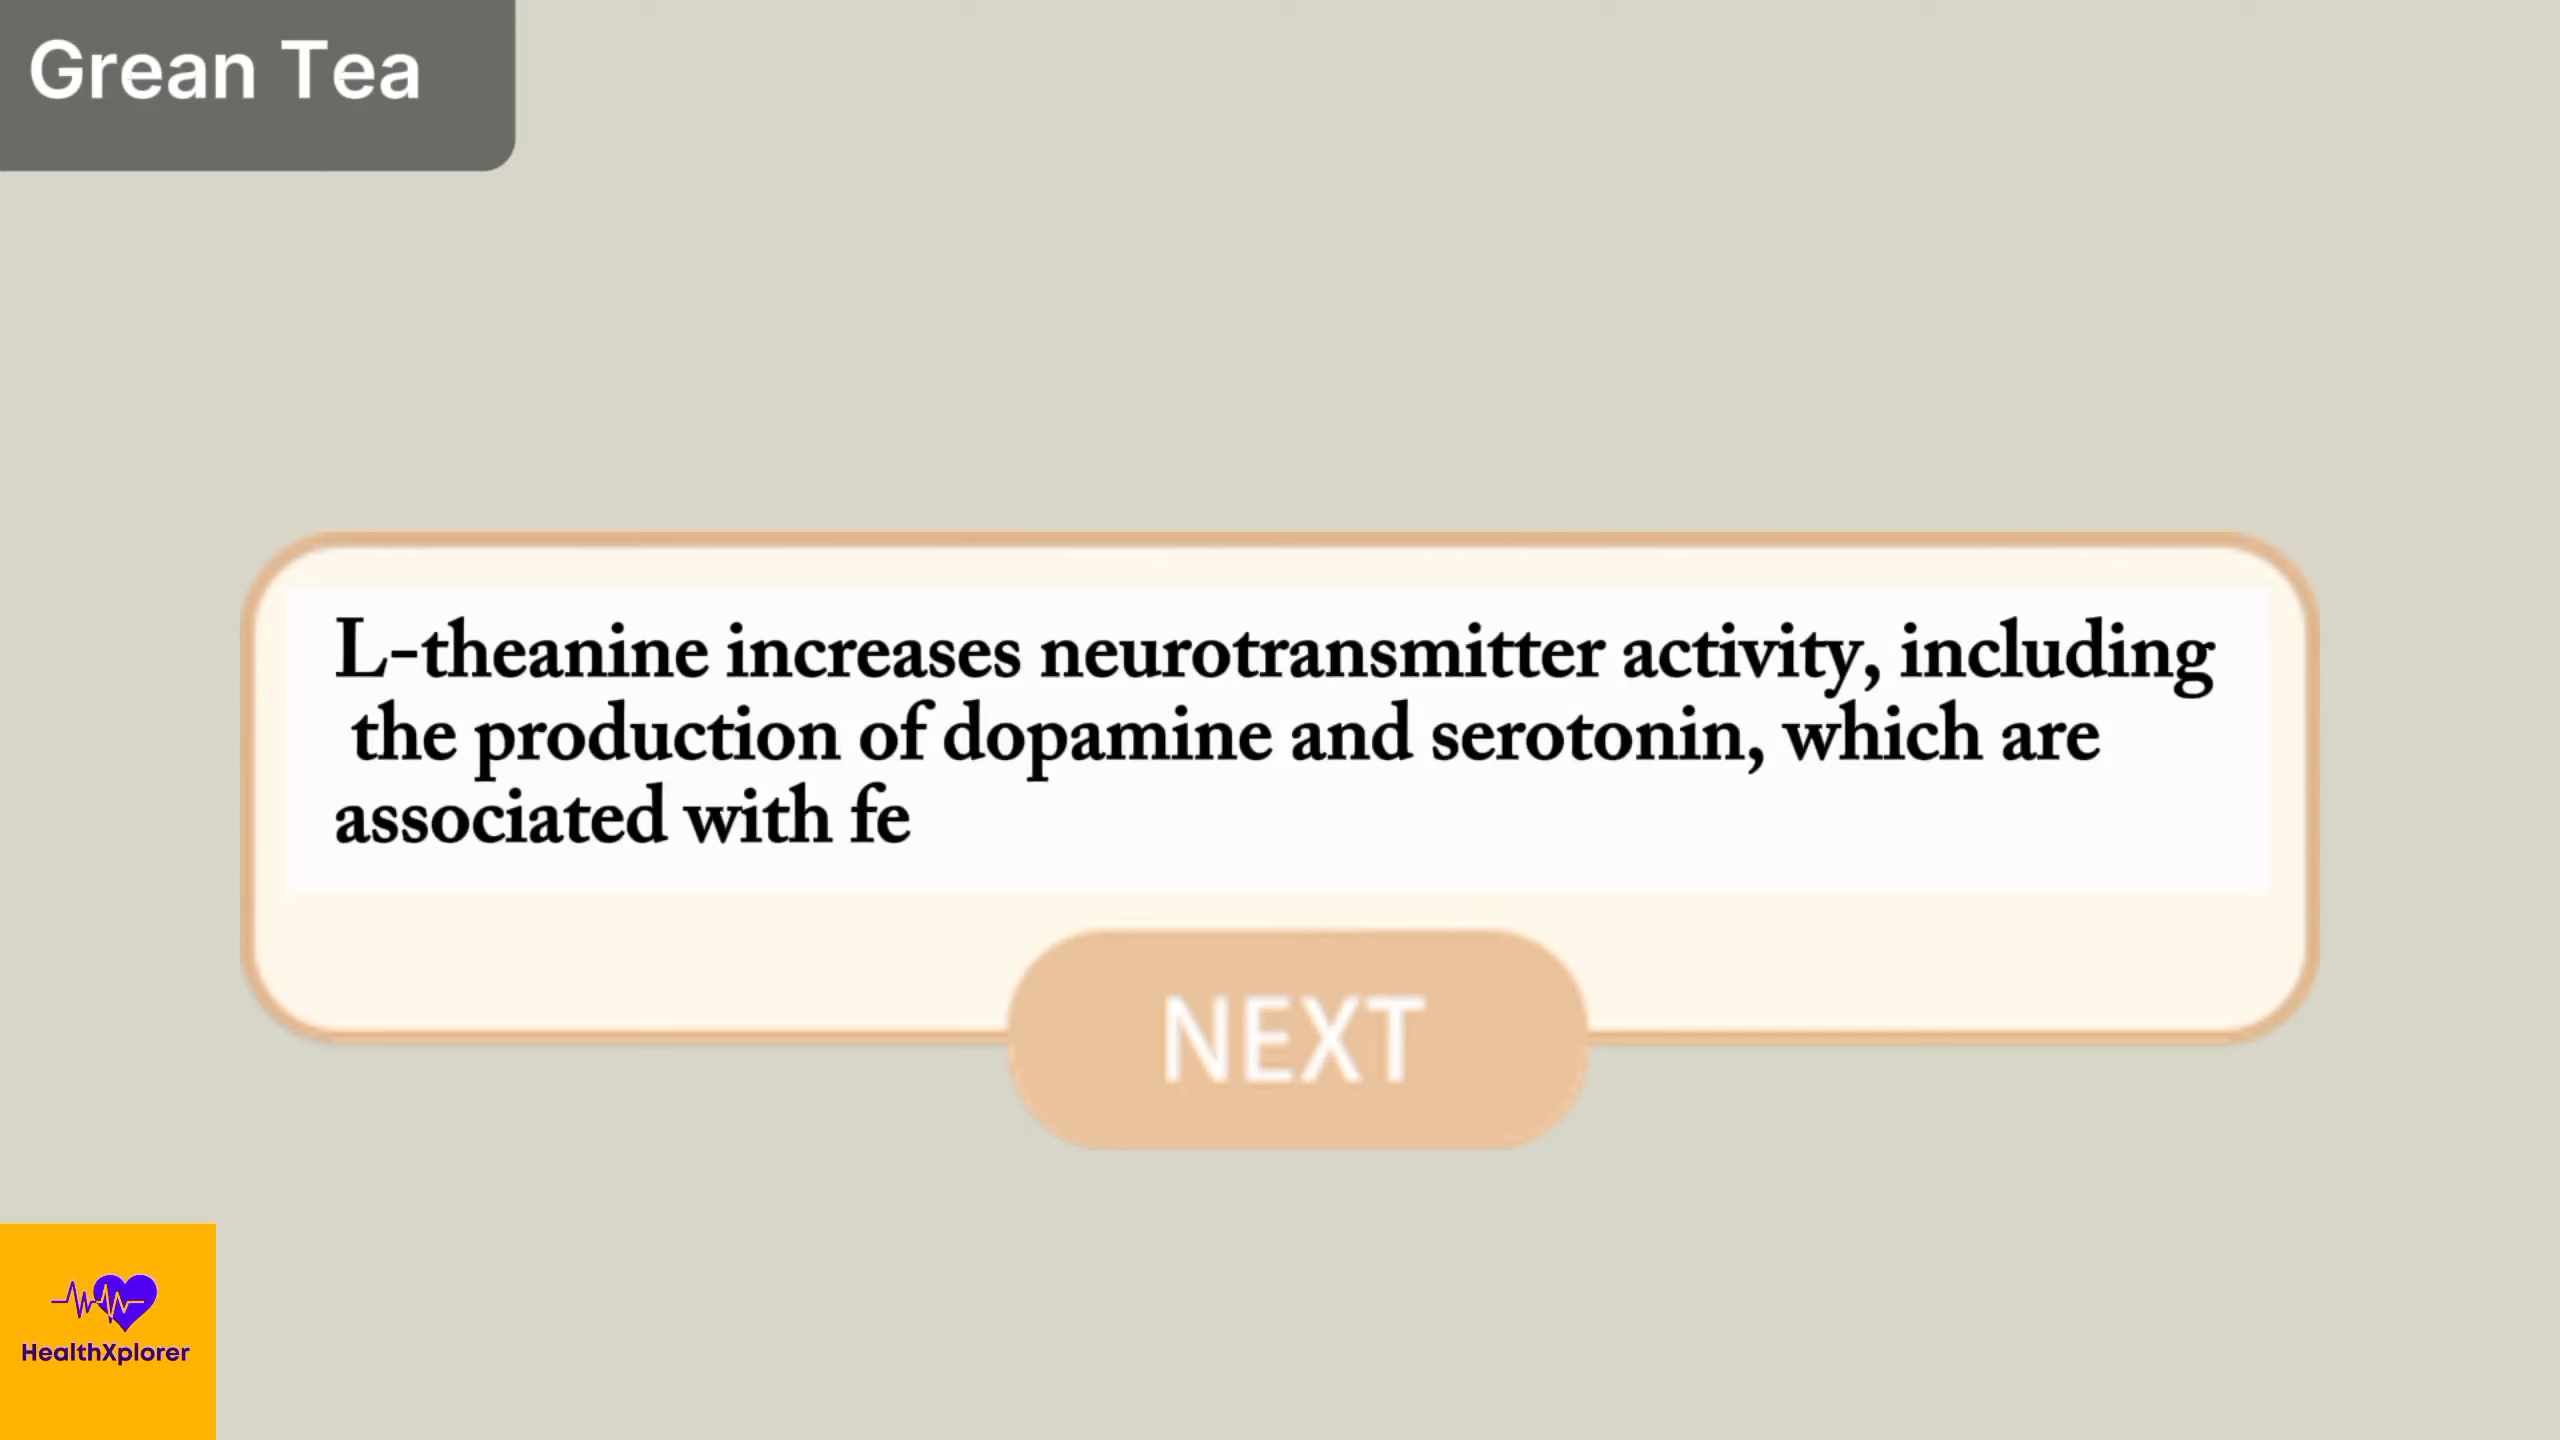 Grean Tea
L-theanine increases neurotransmitter activity, including
the production of dopamine and serotonin, which are
associated with fe
NEXT
HealthXplorer